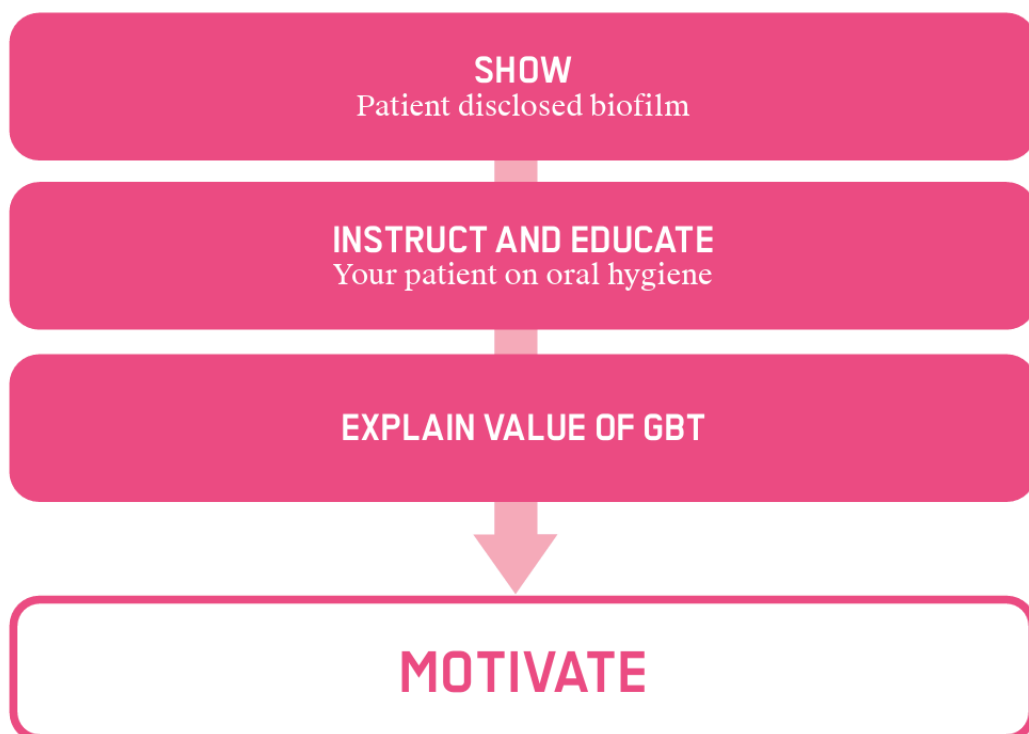 SHOW
Patient disclosed biofilm
INSTRUCT AND EDUCATE
Your patient on oral hygiene
EXPLAIN VALUE OF GBT
MOTIVATE